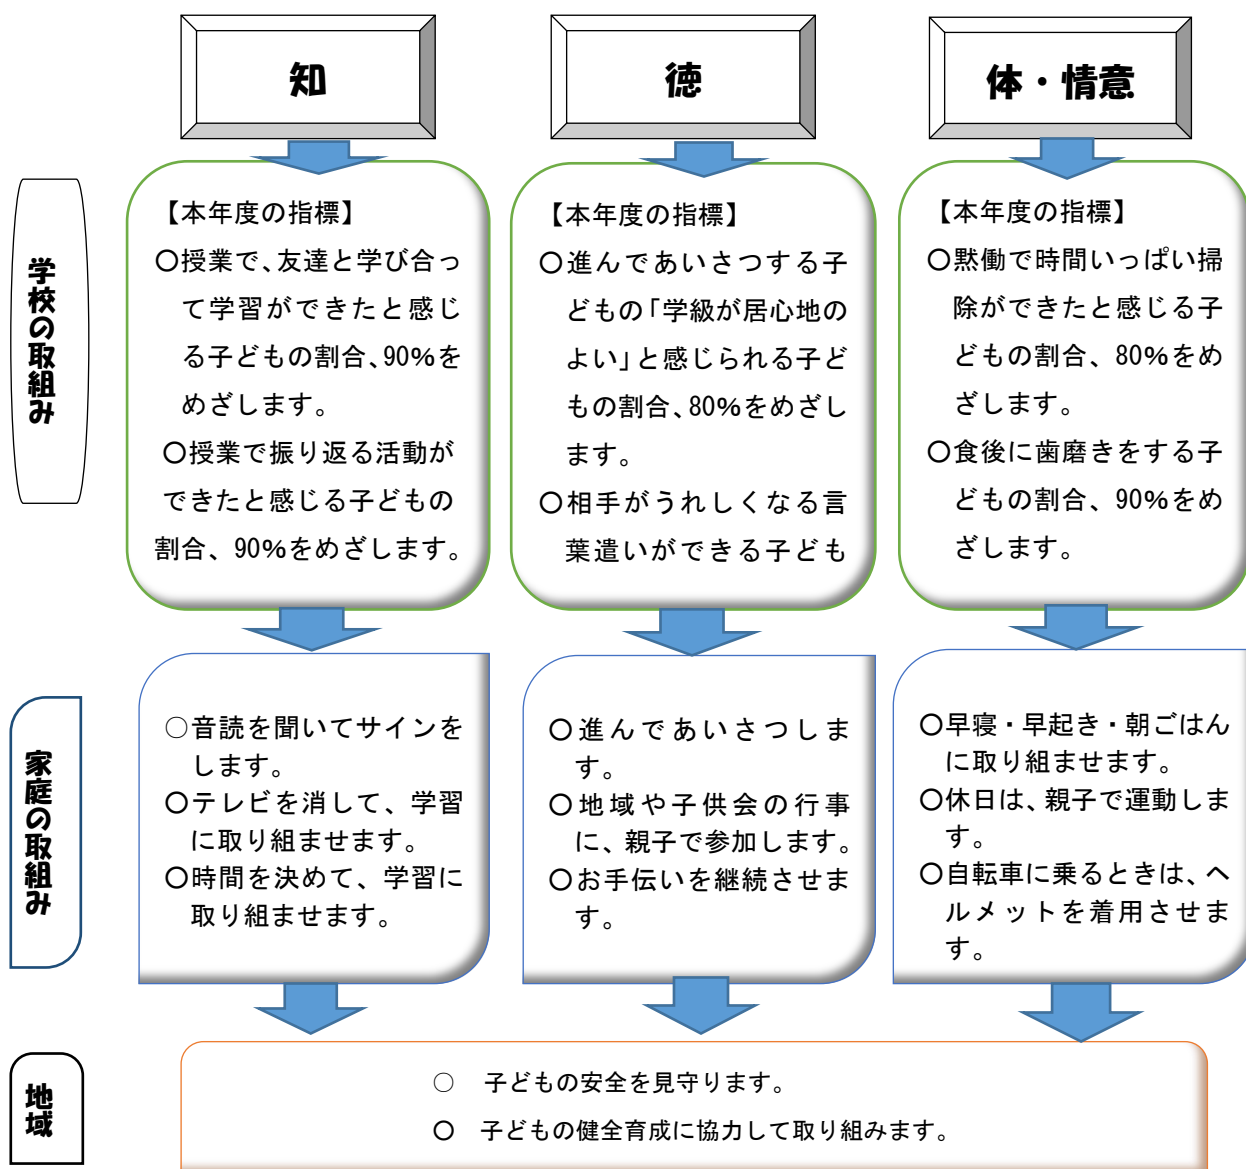 知
徳
体・情意
学校の取組み
【本年度の指標】
〇授業で、友達と学び合っ
て学習ができたと感じ
る子どもの割合、90%を
めざします。
〇授業で振り返る活動が
できたと感じる子どもの
割合、90%をめざします。
【本年度の指標】
〇進んであいさつする子
どもの「学級が居心地の
よい」と感じられる子ど
もの割合、80%をめざし
ます。
〇相手がうれしくなる言
葉遣いができる子ども
【本年度の指標】
〇黙働で時間いっぱい掃
除ができたと感じる子
どもの割合、80%をめ
ざします。
〇食後に歯磨きをする子
どもの割合、90%をめ
ざします。
家庭の取組み
○音読を聞いてサインを
します。
〇テレビを消して、学習
に取り組ませます。
〇時間を決めて、学習に
取り組ませます。
〇進んであいさつしま
す。
〇地域や子供会の行事
に、親子で参加します。
〇お手伝いを継続させま
す。
〇早寝・早起き・朝ごはん
に取り組ませます。
〇休日は、親子で運動しま
す。
〇自転車に乗るときは、ヘ
ルメットを着用させま
す。
地域
○　子どもの安全を見守ります。
〇　子どもの健全育成に協力して取り組みます。